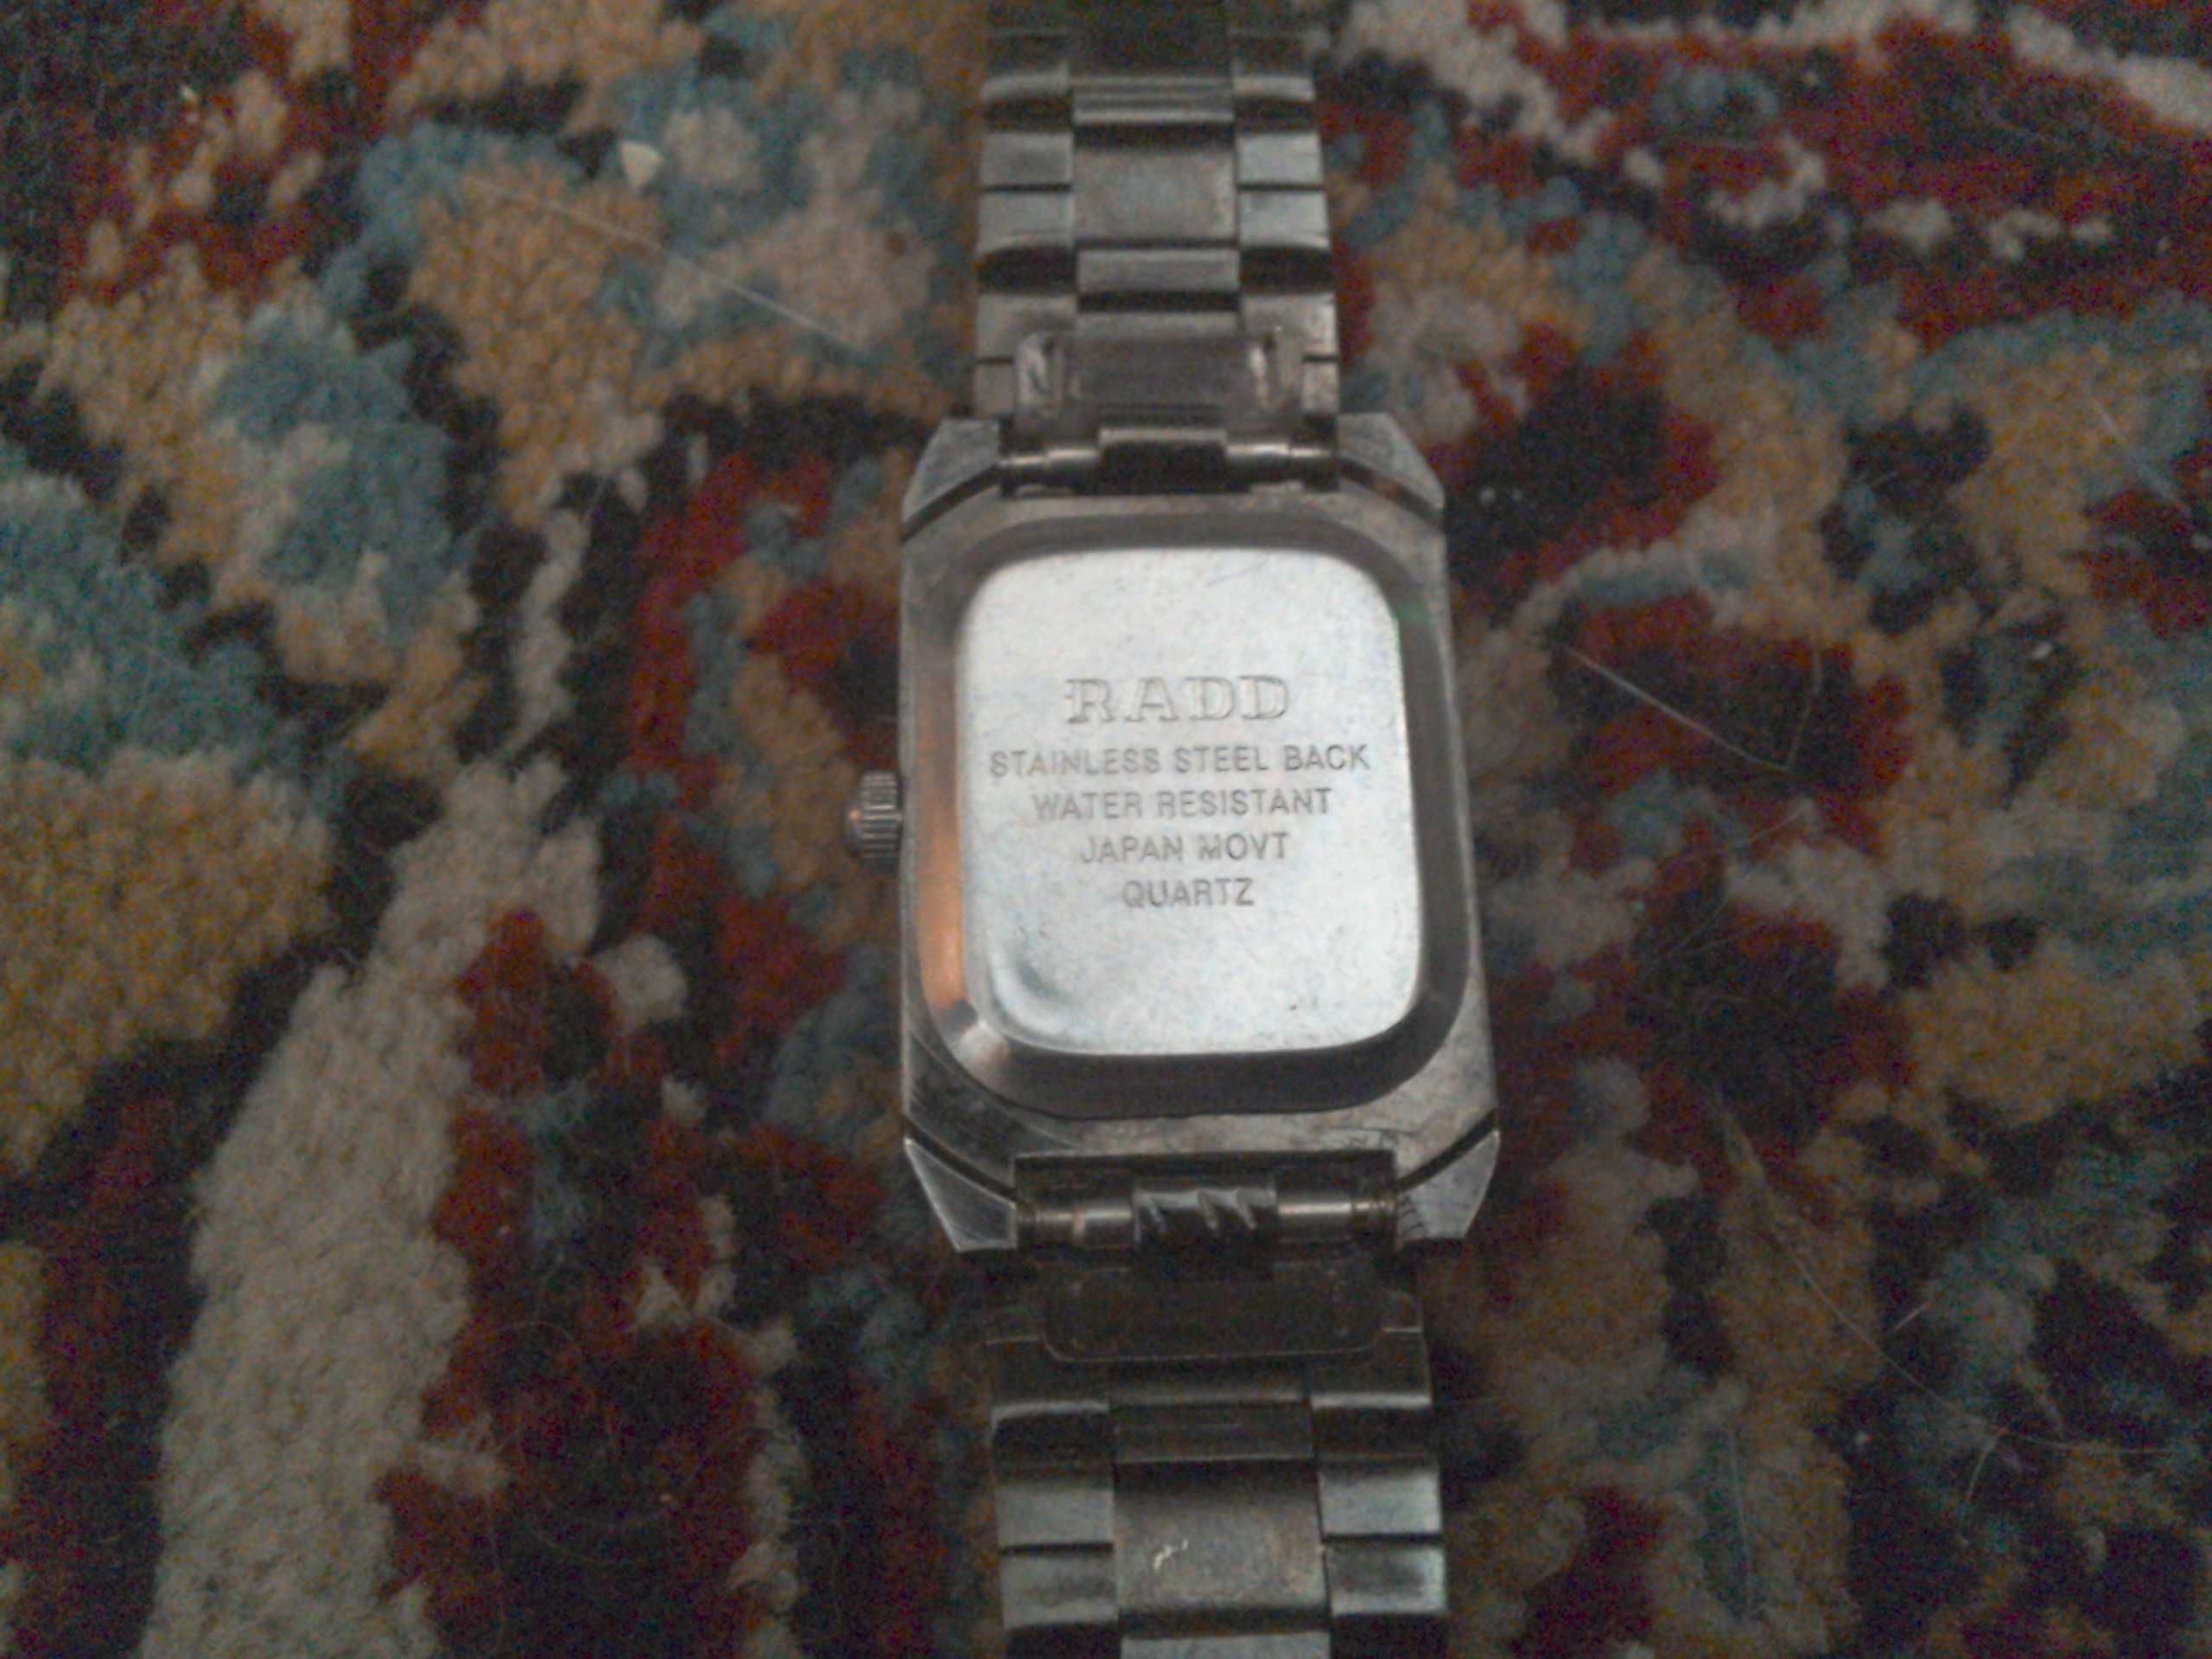 RADD
STAINLESS STEEL BACK
WATER RESISTANT
JAPAN MOVT
QUARTZ